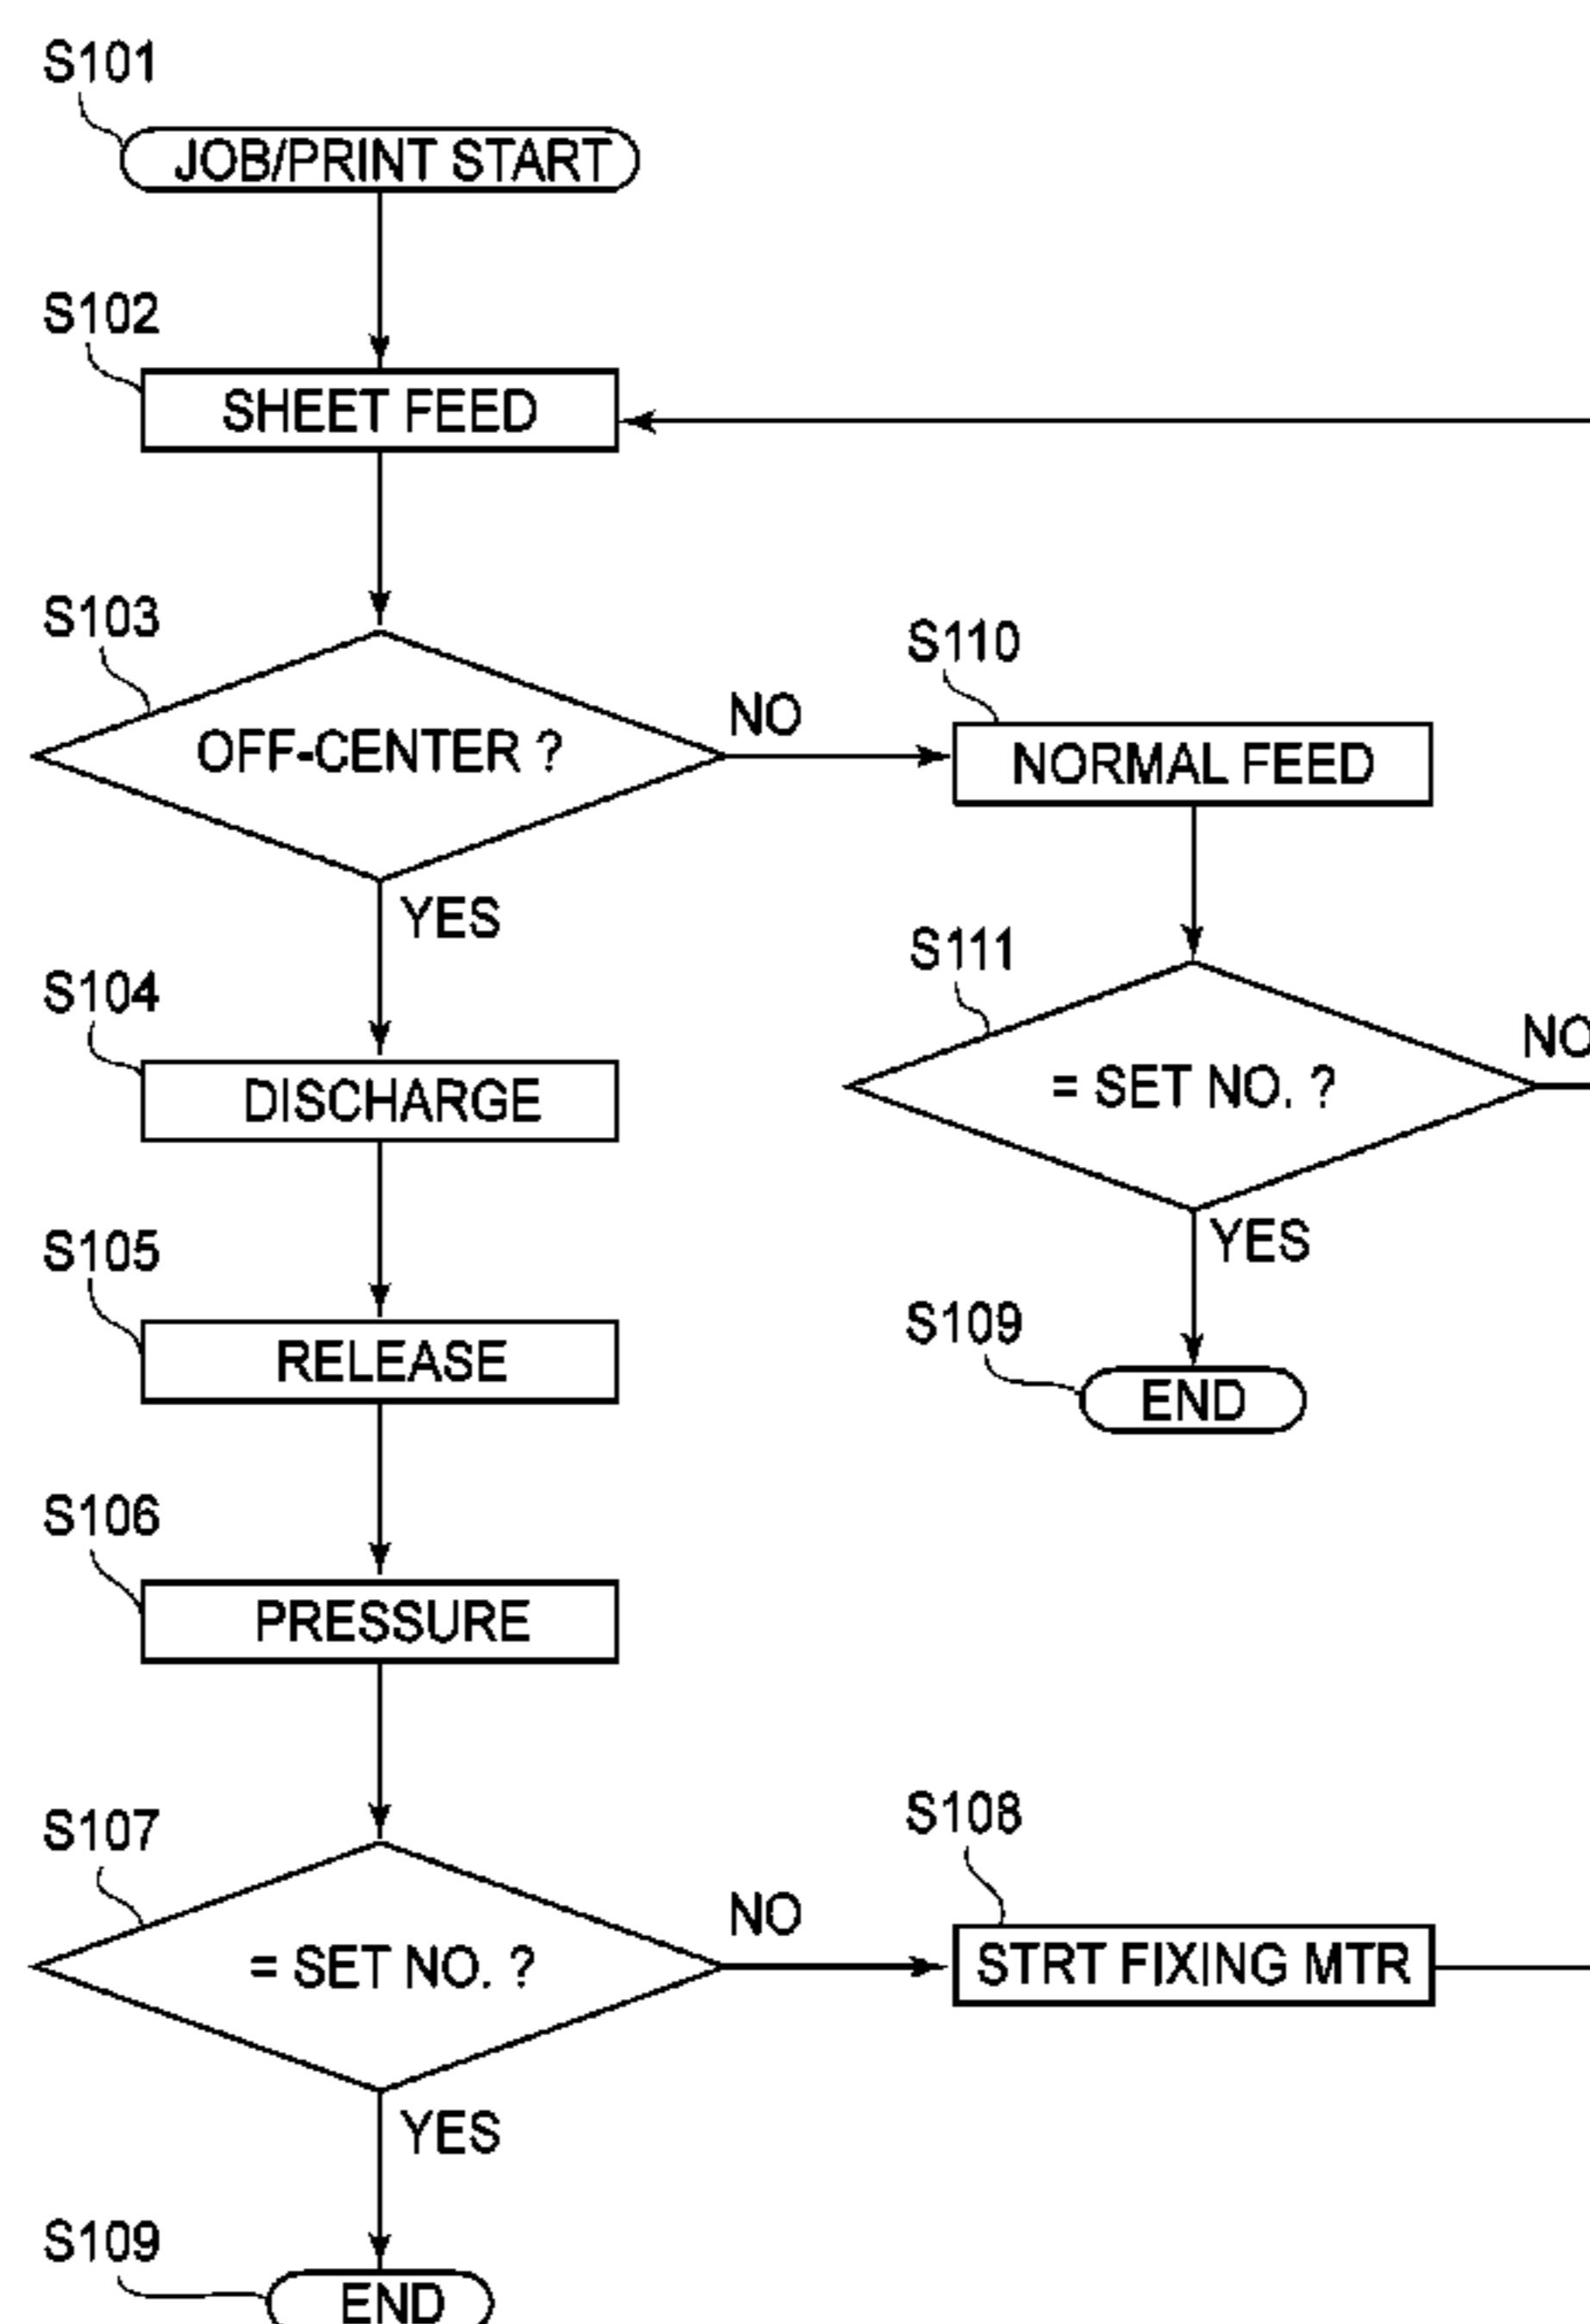 S101
JOB/PRINT START
S102
SHEET FEED
S103
OFF-CENTER ?
NO
YES
S110
NORMAL FEED
S111
= SET NO. ?
NO
YES
S109
END
S104
DISCHARGE
S105
RELEASE
S106
PRESSURE
S107
= SET NO. ?
NO
YES
S108
STRT FIXING MTR
S109
END